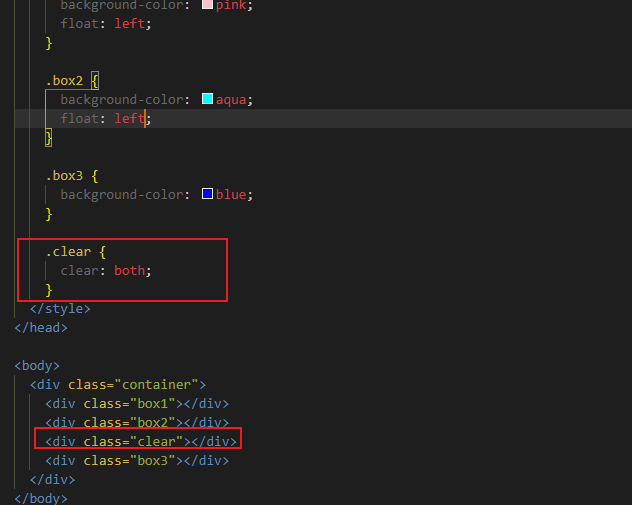 background-color: pink;
float: left;
}
.box2 {
background-color: aqua;
float: left;
}
.box3 {
background-color: blue;
}
.clear {
clear: both;
}
</style>
</head>
<body>
<div class="container">
<div class="box1"></div>
<div class="box2"></div>
<div class="clear"></div>
<div class="box3"></div>
</div>
</body>